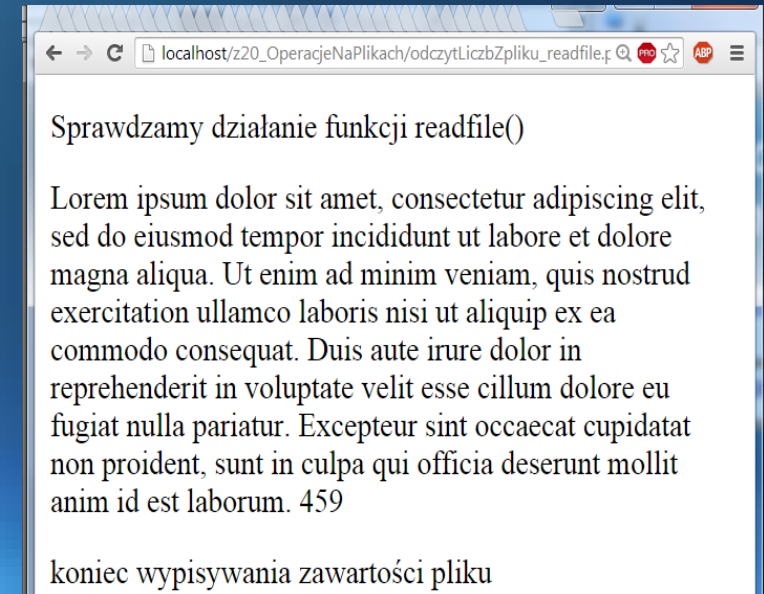 localhost/z20_OperacjeNaPlikach/odczytLiczbZpliku_readfile.p
PRO
ABP
Sprawdzamy działanie funkcji readfile()
Lorem ipsum dolor sit amet, consectetur adipiscing elit,
sed do eiusmod tempor incididunt ut labore et dolore
magna aliqua. Ut enim ad minim veniam, quis nostrud
exercitation ullamco laboris nisi ut aliquip ex ea
commodo consequat. Duis aute irure dolor in
reprehenderit in voluptate velit esse cillum dolore eu
fugiat nulla pariatur. Excepteur sint occaecat cupidatat
non proident, sunt in culpa qui officia deserunt mollit
anim id est laborum. 459
koniec wypisywania zawartości pliku